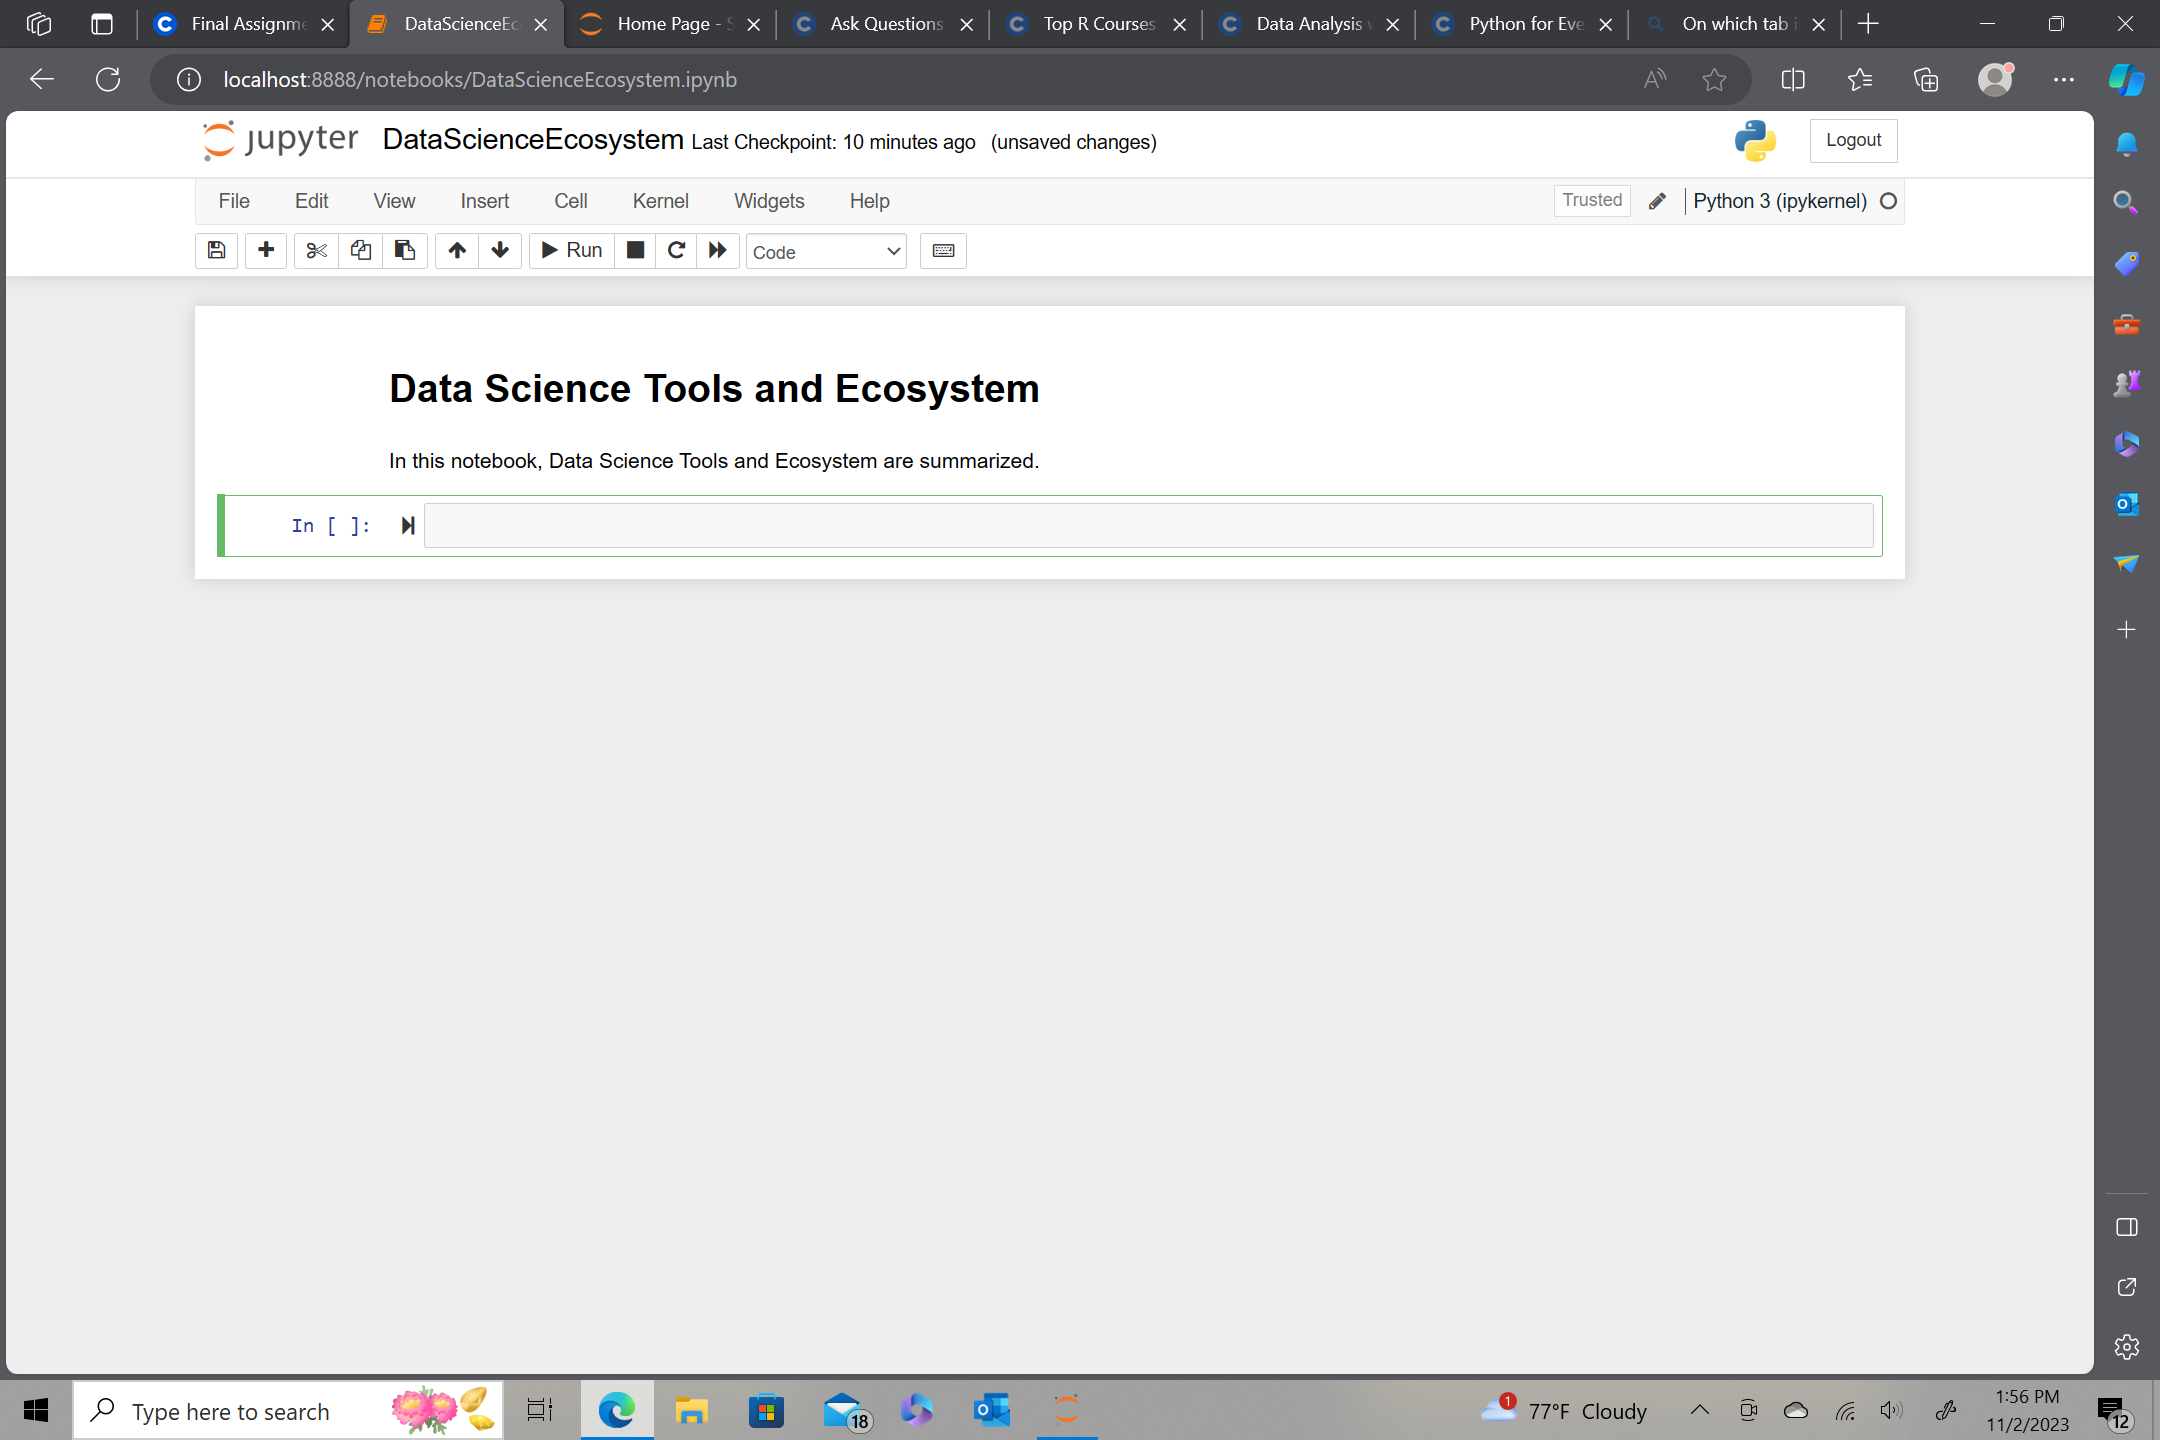 Final Assignme
DataScienceEc
Home Page - S
Ask Questions
Top R Courses
Data Analysis v
Python for Eve
On which tab i
localhost:8888/notebooks/DataScienceEcosystem.ipynb
jupyter DataScienceEcosystem Last Checkpoint: 10 minutes ago (unsaved changes)
Logout
File Edit View Insert Cell Kernel Widgets Help
Trusted
Python 3 (ipykernel)
Run
Code
Data Science Tools and Ecosystem
In this notebook, Data Science Tools and Ecosystem are summarized.
In [ ]:
Type here to search
18
1
77°F Cloudy
1:56 PM
11/2/2023
12